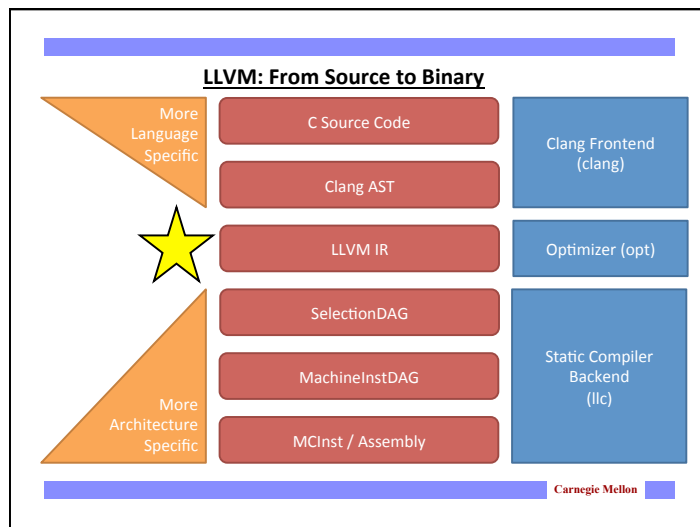 LLVM: From Source to Binary
More
Language
Specific
C Source Code
Clang AST
Clang Frontend
(clang)
LLVM IR
Optimizer (opt)
SelectionDAG
MachineInstDAG
MCInst / Assembly
More
Architecture
Specific
Static Compiler
Backend
(llc)
Carnegie Mellon